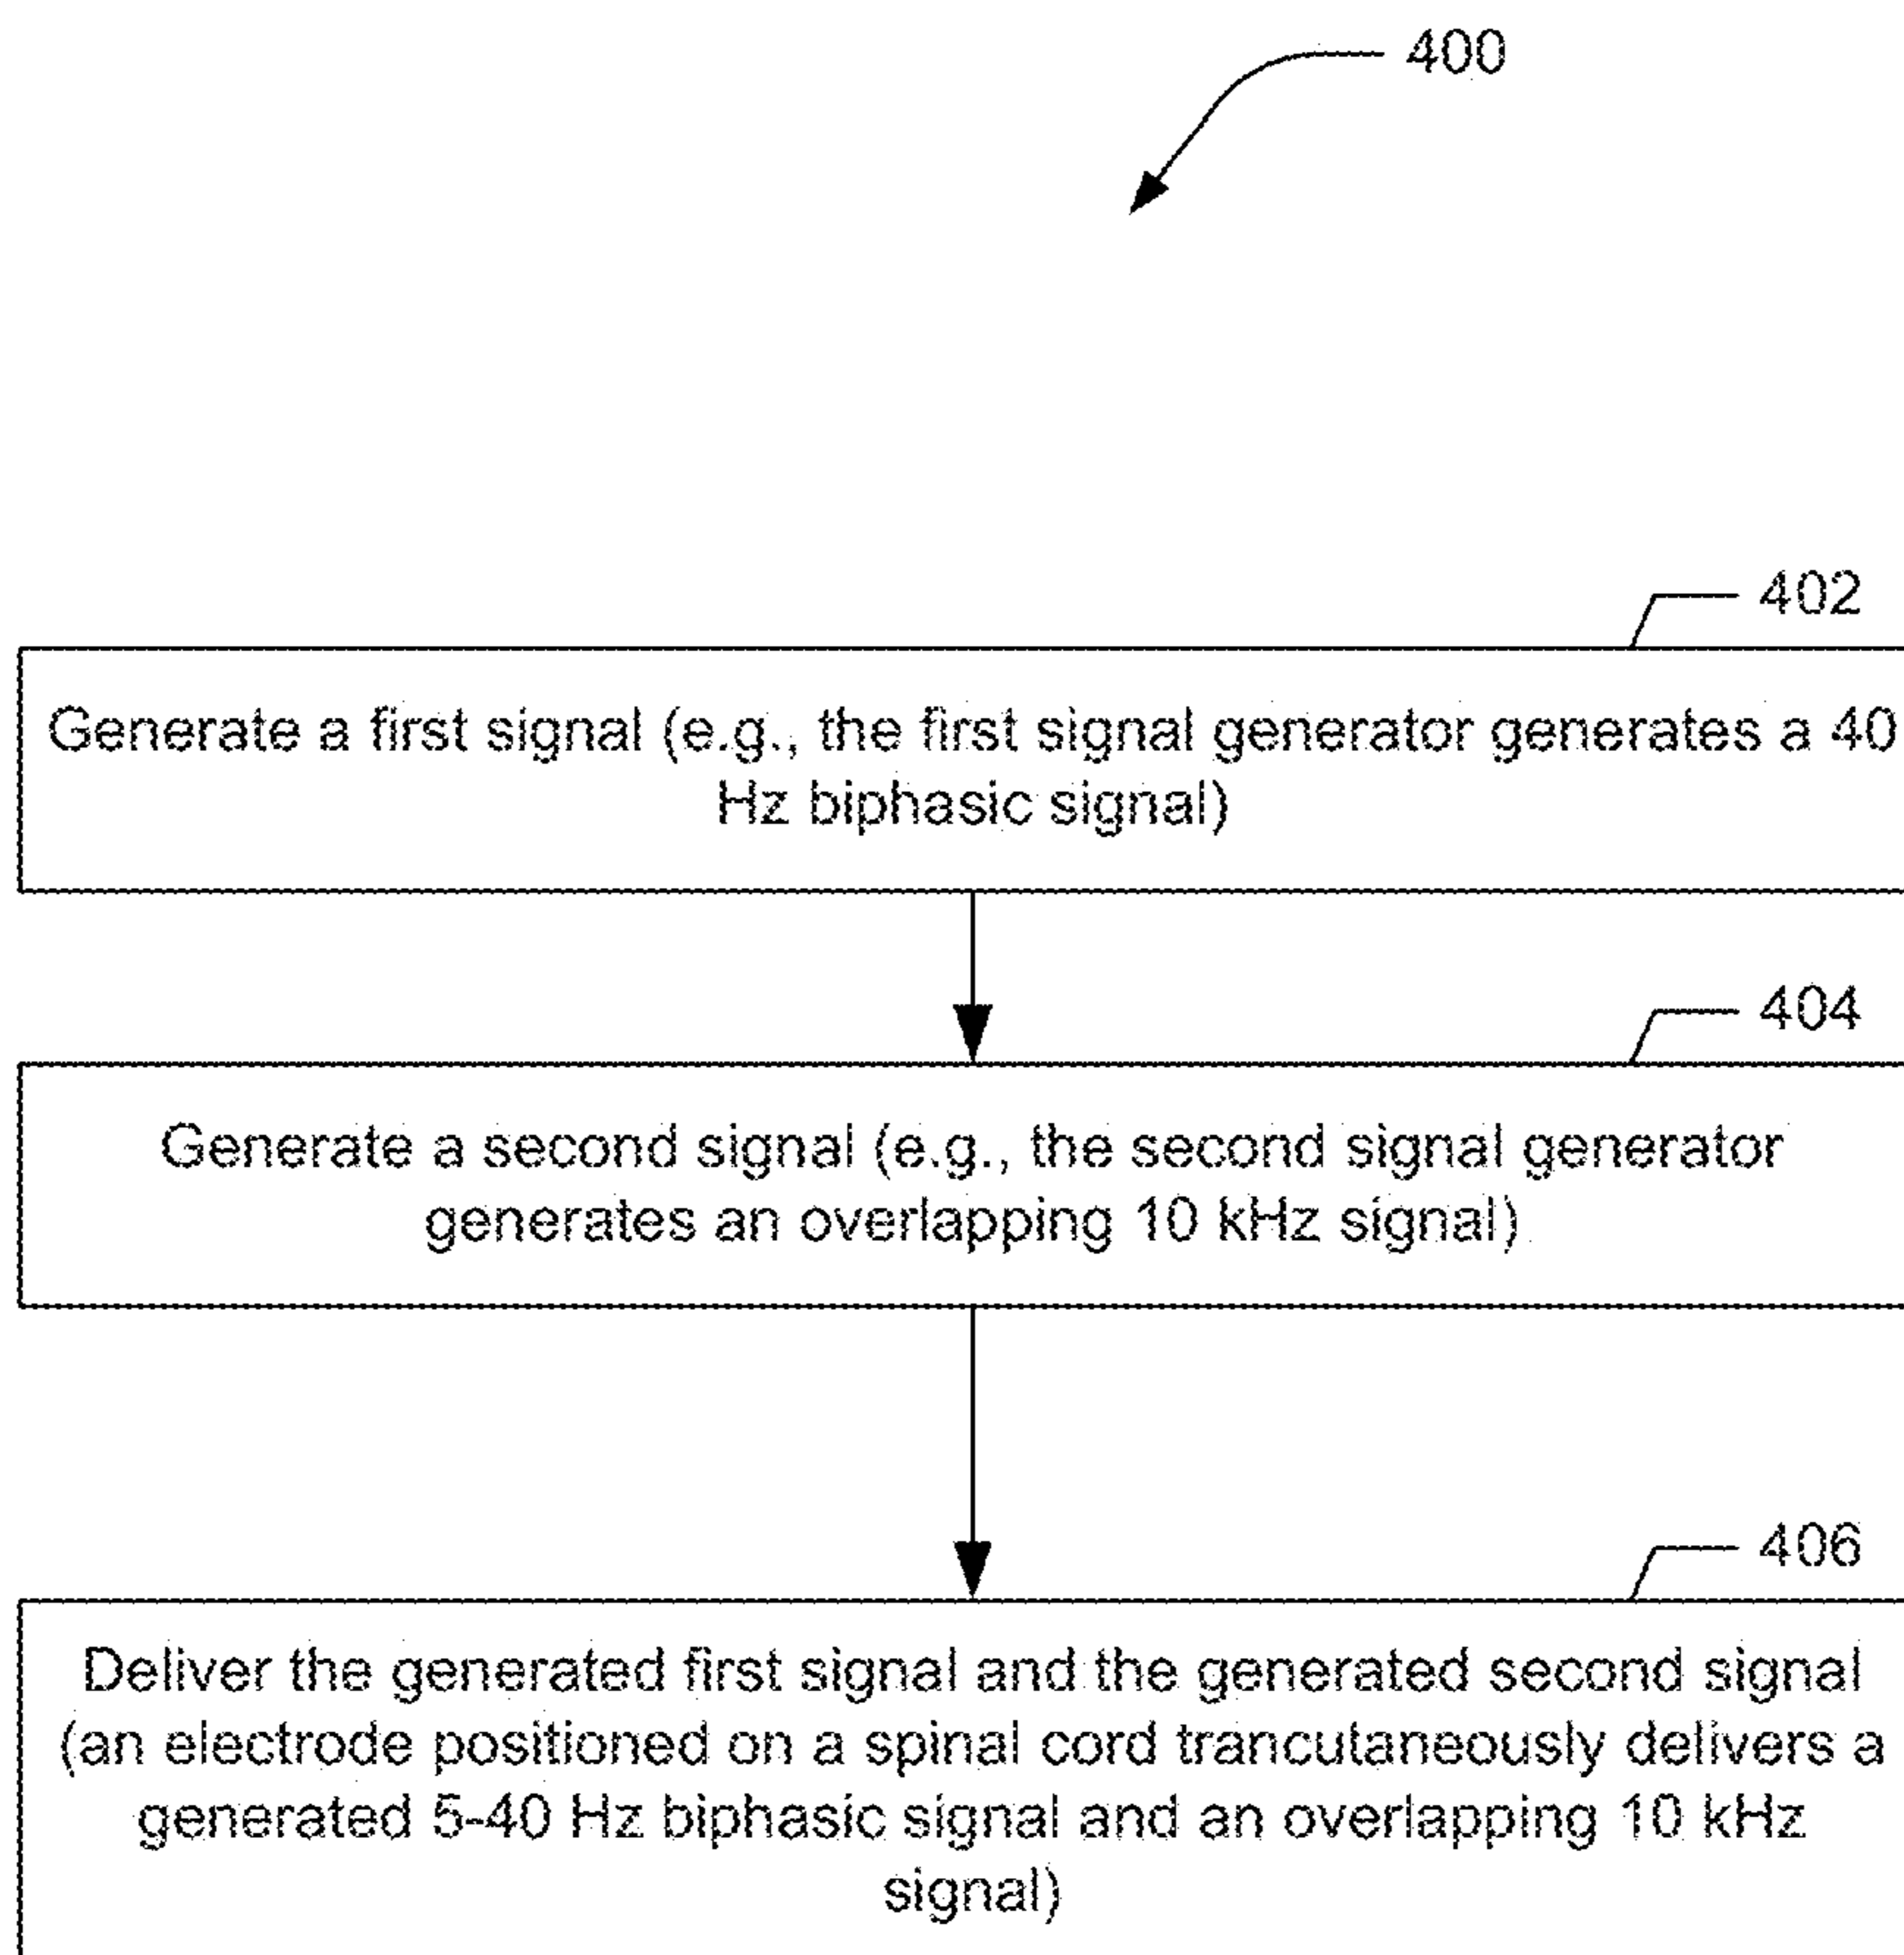 400
402
Generate a first signal (e.g., the first signal generator generates a 40
Hz biphasic signal)
404
Generate a second signal (e.g., the second signal generator
generates an overlapping 10 kHz signal)
406
Deliver the generated first signal and the generated second signal
(an electrode positioned on a spinal cord trancutaneously delivers a
generated 5-40 Hz biphasic signal and an overlapping 10 kHz
signal)